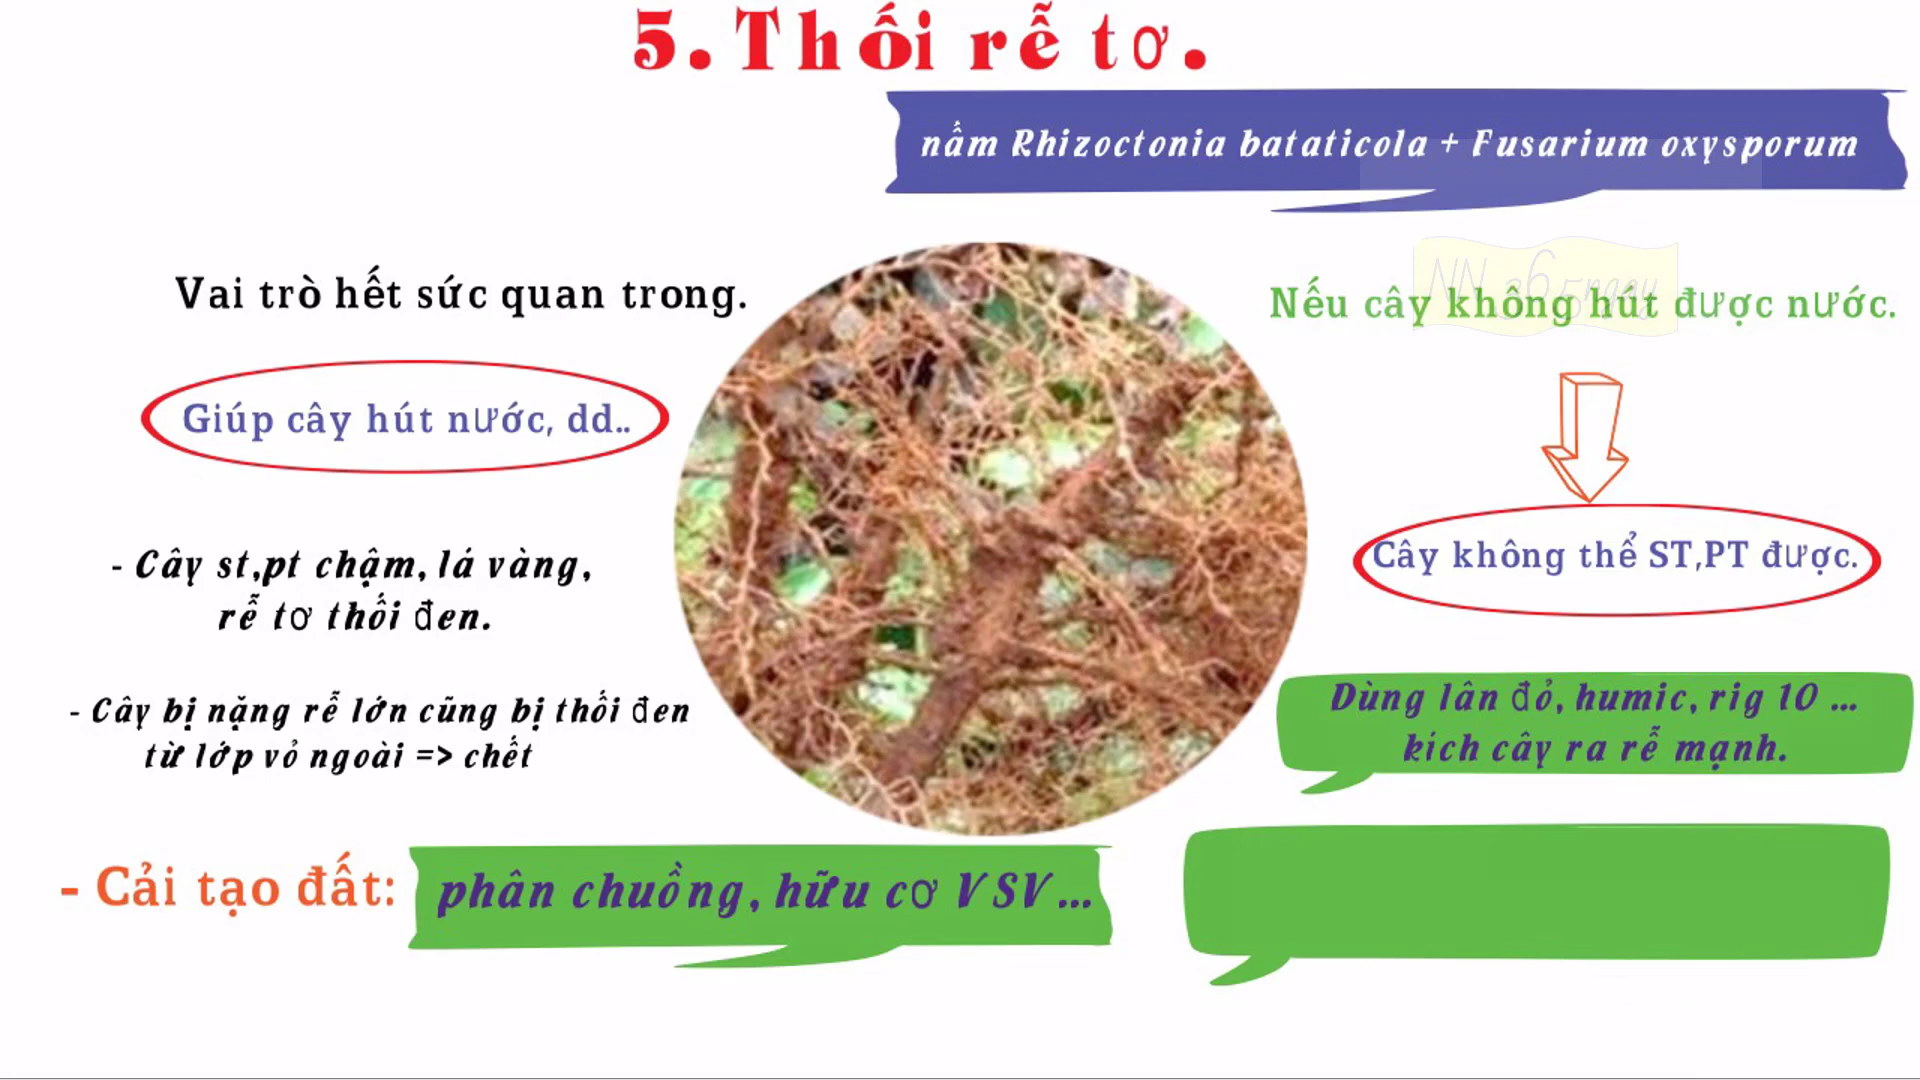 5. Thối rễ tơ.
nấm Rhizoctonia bataticola + Fusarium oxysporum
Vai trò hết sức quan trong.
Giúp cây hút nước, dd..
- Cây st,pt chậm, lá vàng,
rễ tơ thối đen.
- Cây bị nặng rễ lớn cũng bị thối đen
từ lớp vỏ ngoài => chết
NN 365ngay
Nếu cây không hút được nước.
Cây không thể ST,PT được.
Dùng lân đỏ, humic, rig 10 ...
kích cây ra rễ mạnh.
- Cải tạo đất: phân chuồng, hữu cơ VSV...